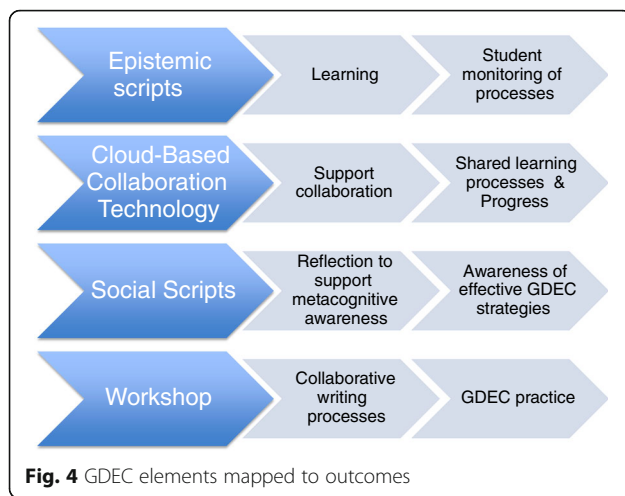 Epistemic
scripts
Learning
Student
monitoring of
processes
Cloud-Based
Collaboration
Technology
Support
collaboration
Shared learning
processes &
Progress
Social Scripts
Reflection to
support
metacognitive
awareness
Awareness of
effective GDEC
strategies
Workshop
Collaborative
writing
processes
GDEC practice
Fig. 4 GDEC elements mapped to outcomes